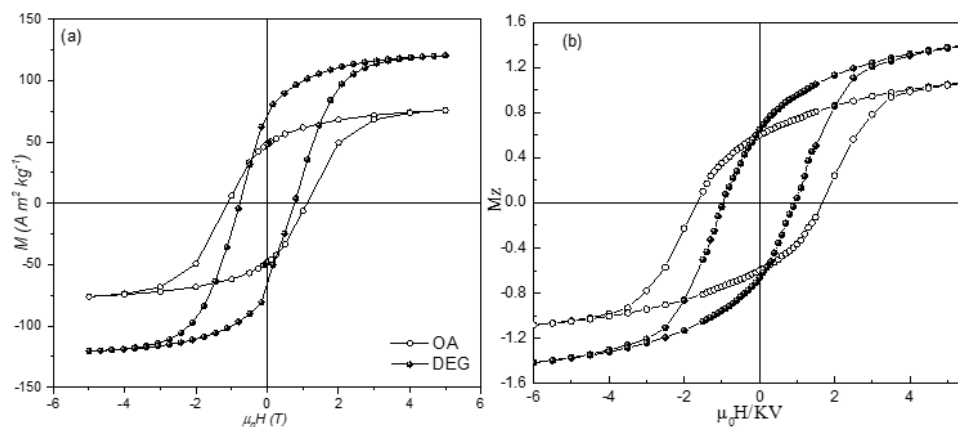 (a)
150
100
50
0
-50
-100
-150
M (A m² kg⁻¹)
-6 -4 -2 0 2 4 6
μ₀H (T)
OA
DEG
(b)
1.6
1.2
0.8
0.4
0.0
-0.4
-0.8
-1.2
-1.6
Mz
-6 -4 -2 0 2 4
μ₀H/KV